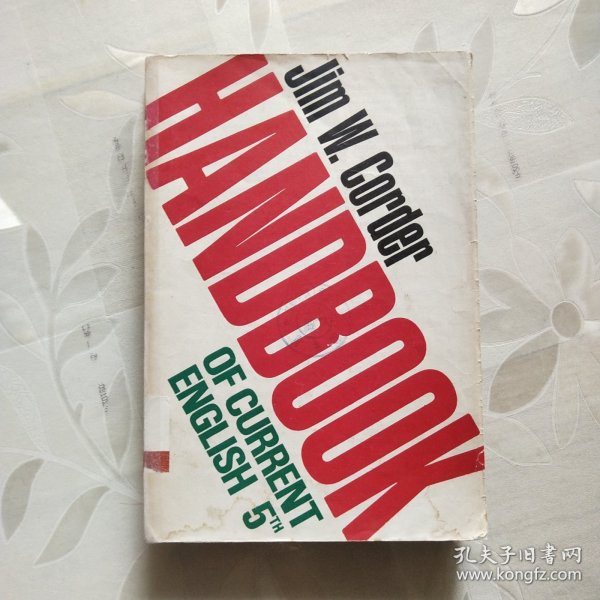 Jim W. Corder
HANDBOOK
OF CURRENT
ENGLISH 5TH
孔夫子旧书网
www.kongfz.com